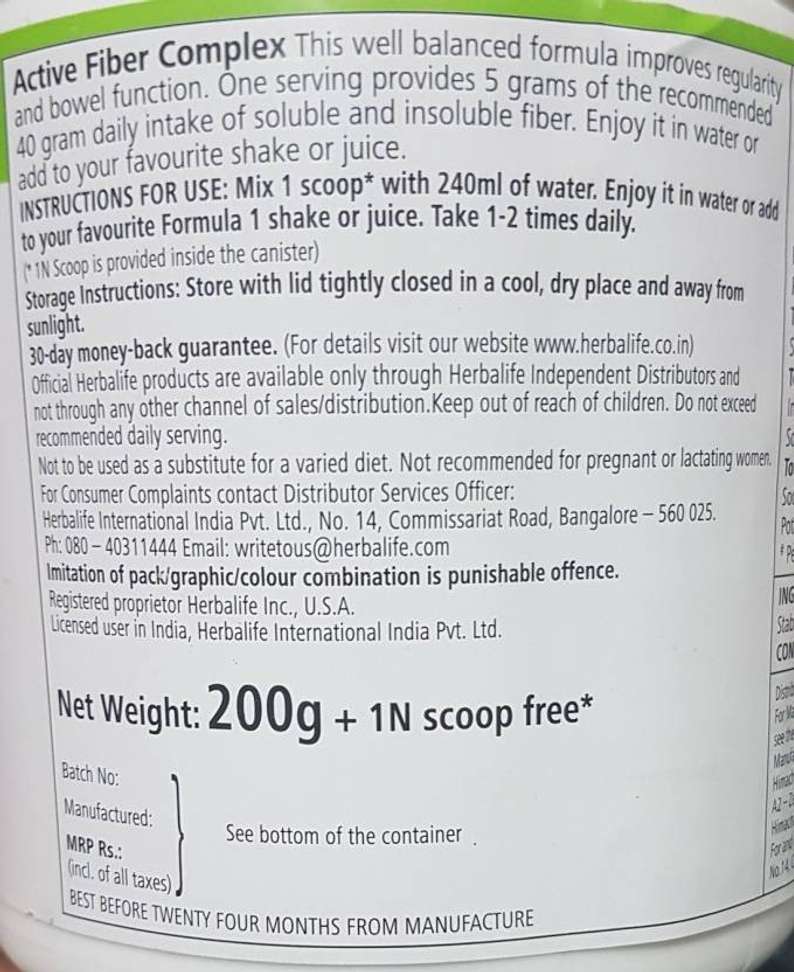 Active Fiber Complex This well balanced formula improves regularity
and bowel function. One serving provides 5 grams of the recommended
40 gram daily intake of soluble and insoluble fiber. Enjoy it in water or
add to your favourite shake or juice.
INSTRUCTIONS FOR USE: Mix 1 scoop* with 240ml of water. Enjoy it in water or add
to your favourite Formula 1 shake or juice. Take 1-2 times daily.
(* 1N Scoop is provided inside the canister)
Storage Instructions: Store with lid tightly closed in a cool, dry place and away from
sunlight.
30-day money-back guarantee. (For details visit our website www.herbalife.co.in)
Official Herbalife products are available only through Herbalife Independent Distributors and
not through any other channel of sales/distribution.Keep out of reach of children. Do not exceed
recommended daily serving.
Not to be used as a substitute for a varied diet. Not recommended for pregnant or lactating women.
For Consumer Complaints contact Distributor Services Officer:
Herbalife International India Pvt. Ltd., No. 14, Commissariat Road, Bangalore – 560 025.
Ph: 080 – 40311444 Email: writetous@herbalife.com
Imitation of pack/graphic/colour combination is punishable offence.
Registered proprietor Herbalife Inc., U.S.A.
Licensed user in India, Herbalife International India Pvt. Ltd.
Net Weight: 200g + 1N scoop free*
Batch No:
Manufactured:
See bottom of the container
MRP Rs.:
(incl. of all taxes)
BEST BEFORE TWENTY FOUR MONTHS FROM MANUFACTURE